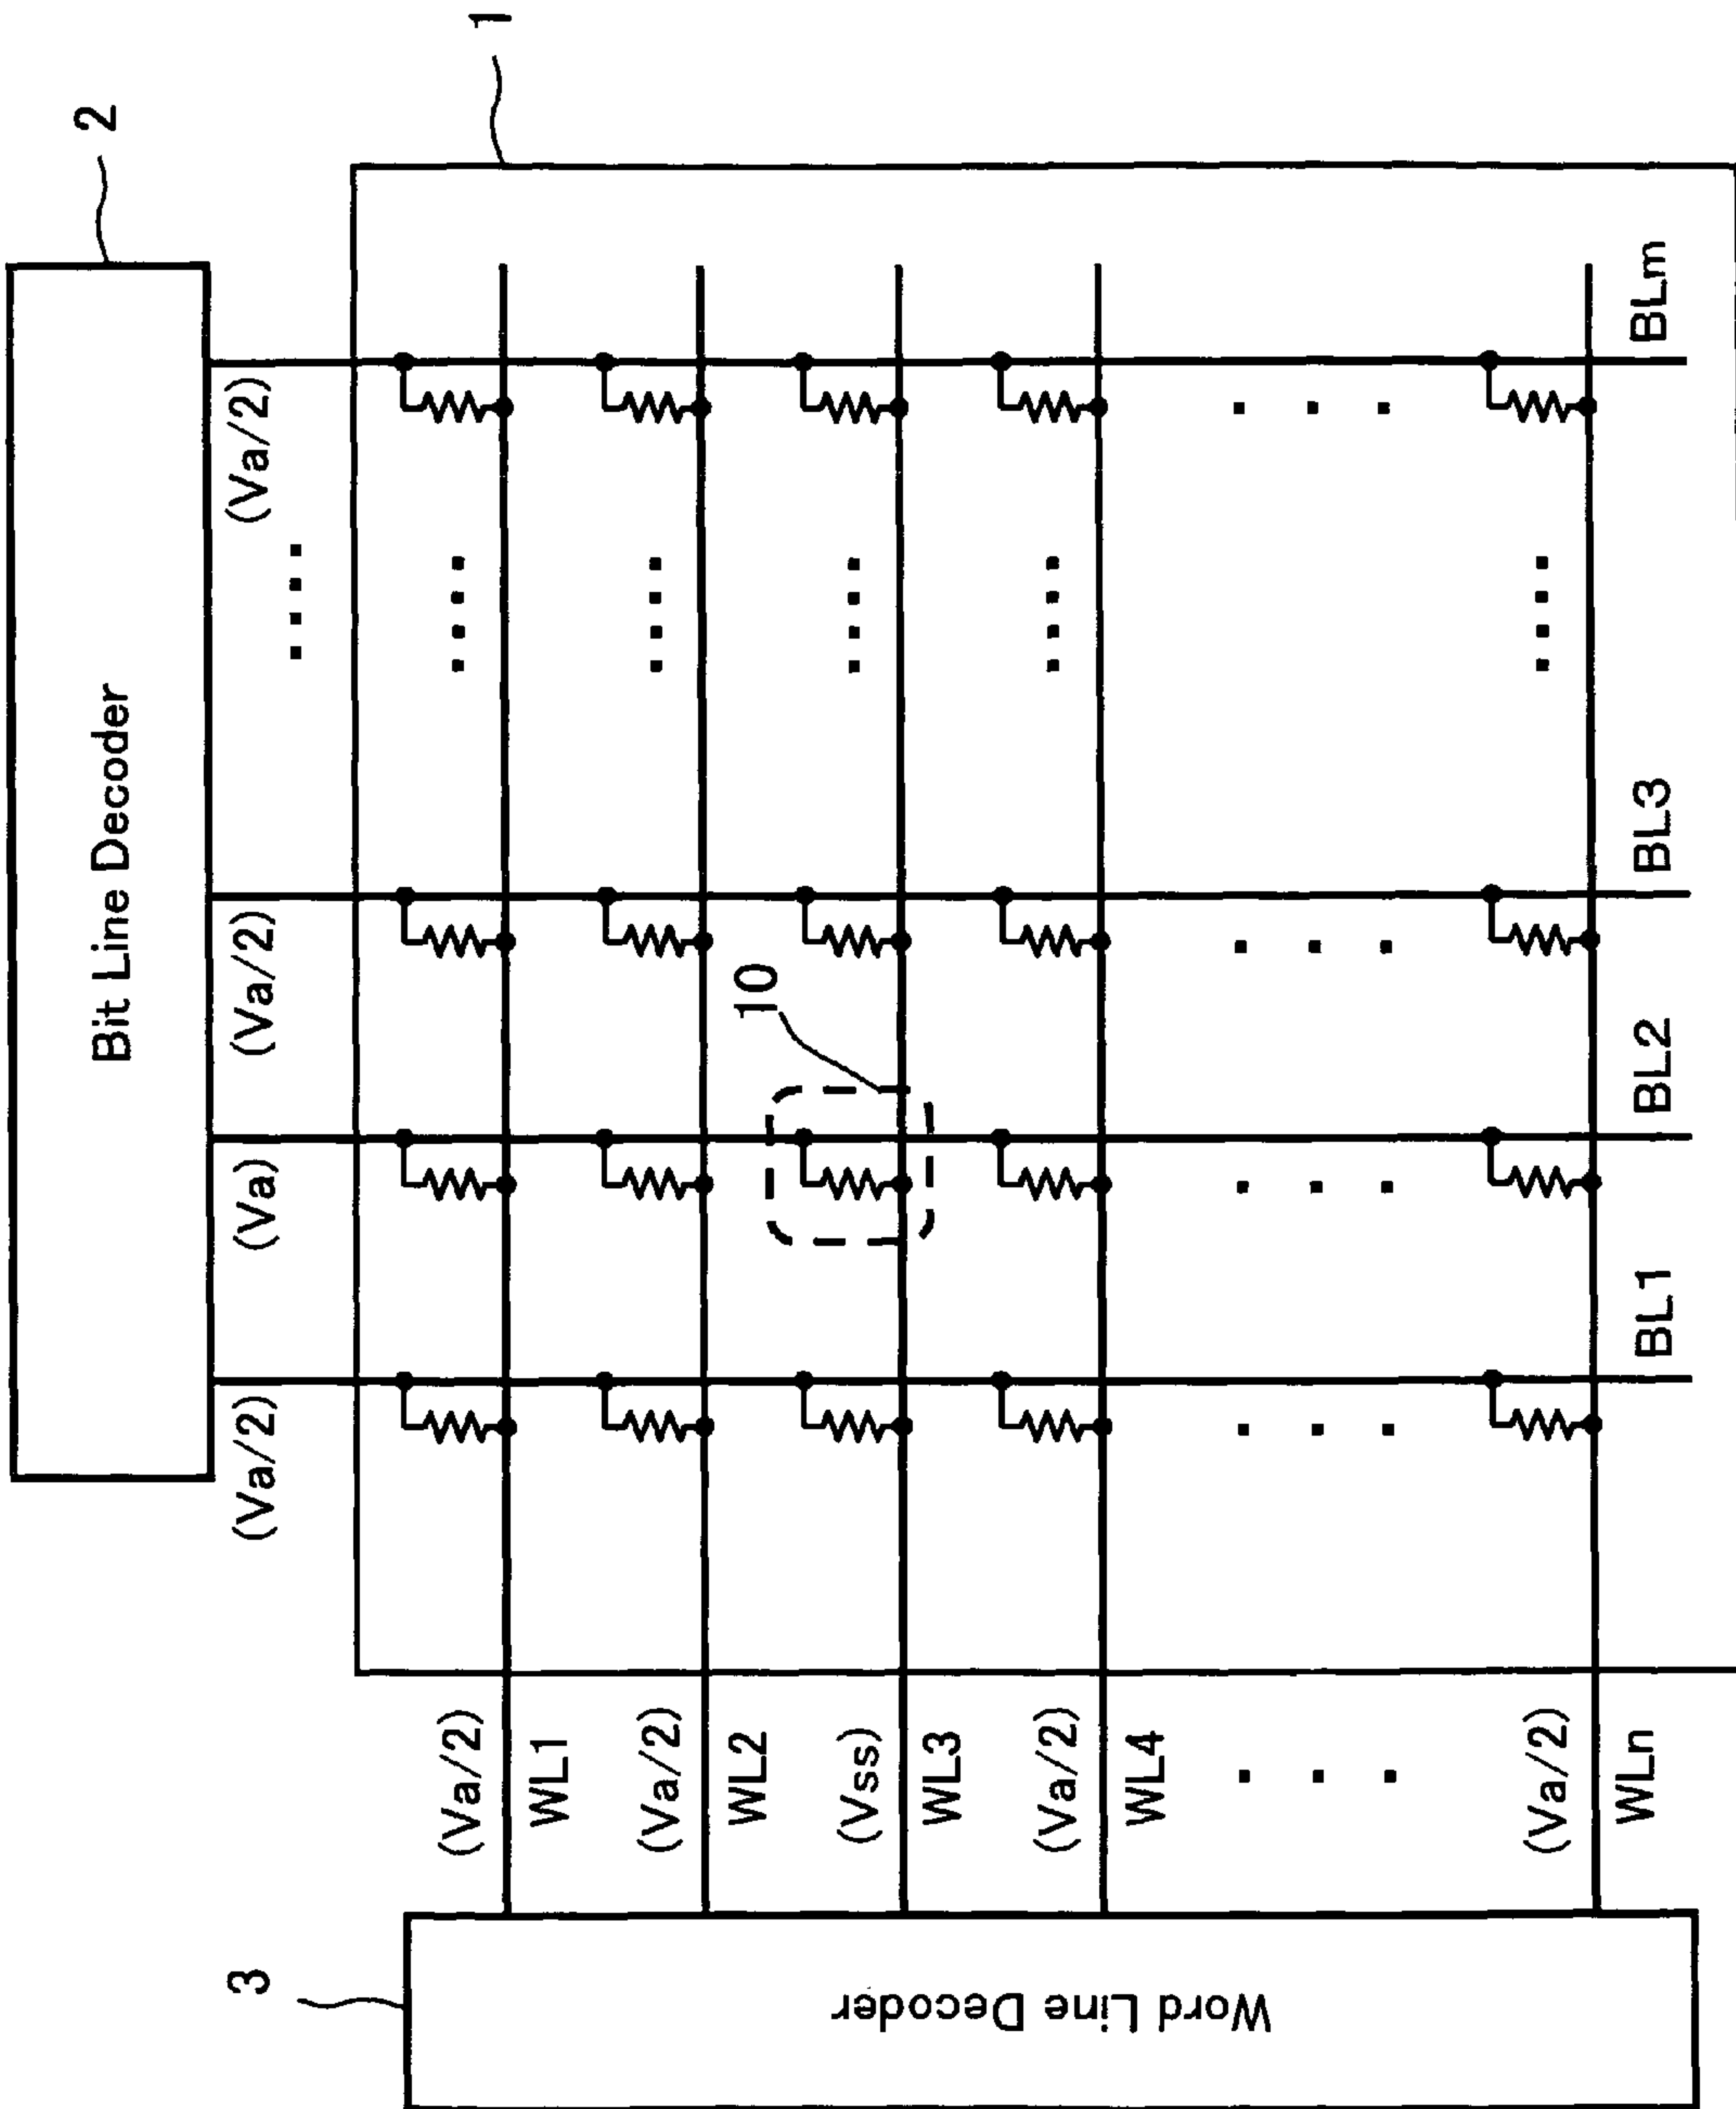 2
1
Bit Line Decoder
(Va/2)
(Va)
(Va/2)
(Va/2)
(Va/2)
WL1
(Va/2)
WL2
(Vss)
WL3
(Va/2)
WL4
(Va/2)
WLn
10
BL1
BL2
BL3
BLm
3
Word Line Decoder